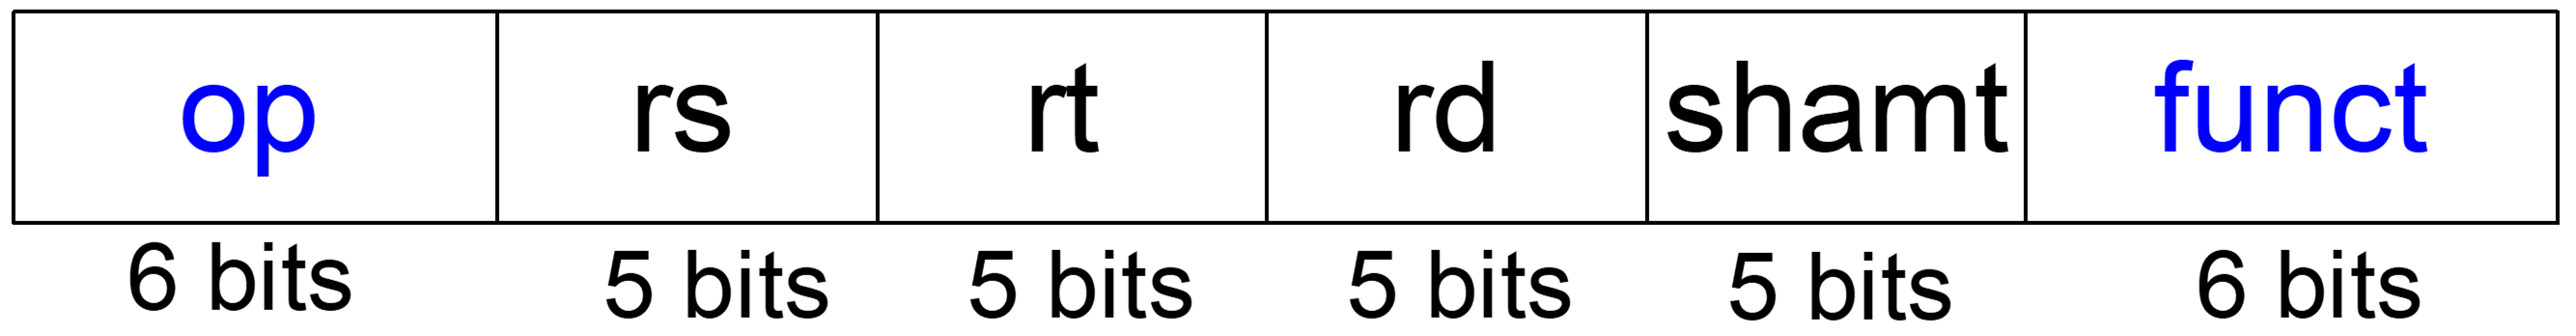 op rs rt rd shamt funct
6 bits 5 bits 5 bits 5 bits 5 bits 6 bits